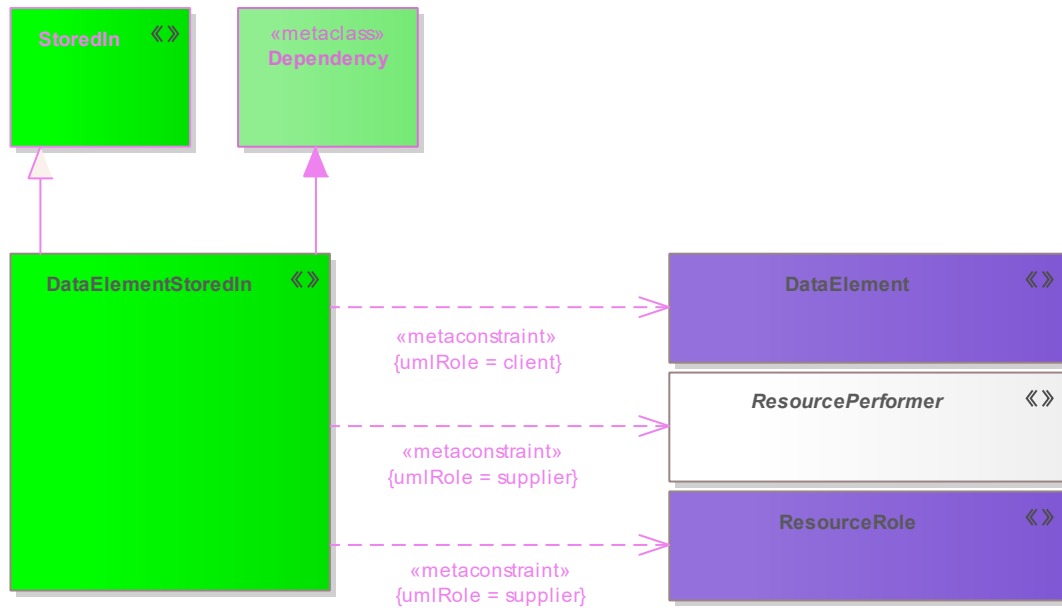 StoredIn «»
«metaclass»
Dependency
DataElementStoredIn «»
DataElement «»
«metaconstraint»
{umlRole = client}
ResourcePerformer «»
«metaconstraint»
{umlRole = supplier}
ResourceRole «»
«metaconstraint»
{umlRole = supplier}